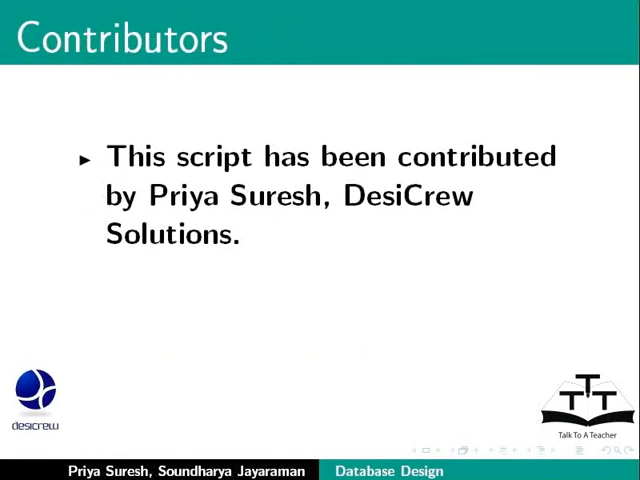 Contributors
This script has been contributed
by Priya Suresh, DesiCrew
Solutions.
desicrew
T T T
Talk To A Teacher
Priya Suresh, Soundharya Jayaraman Database Design